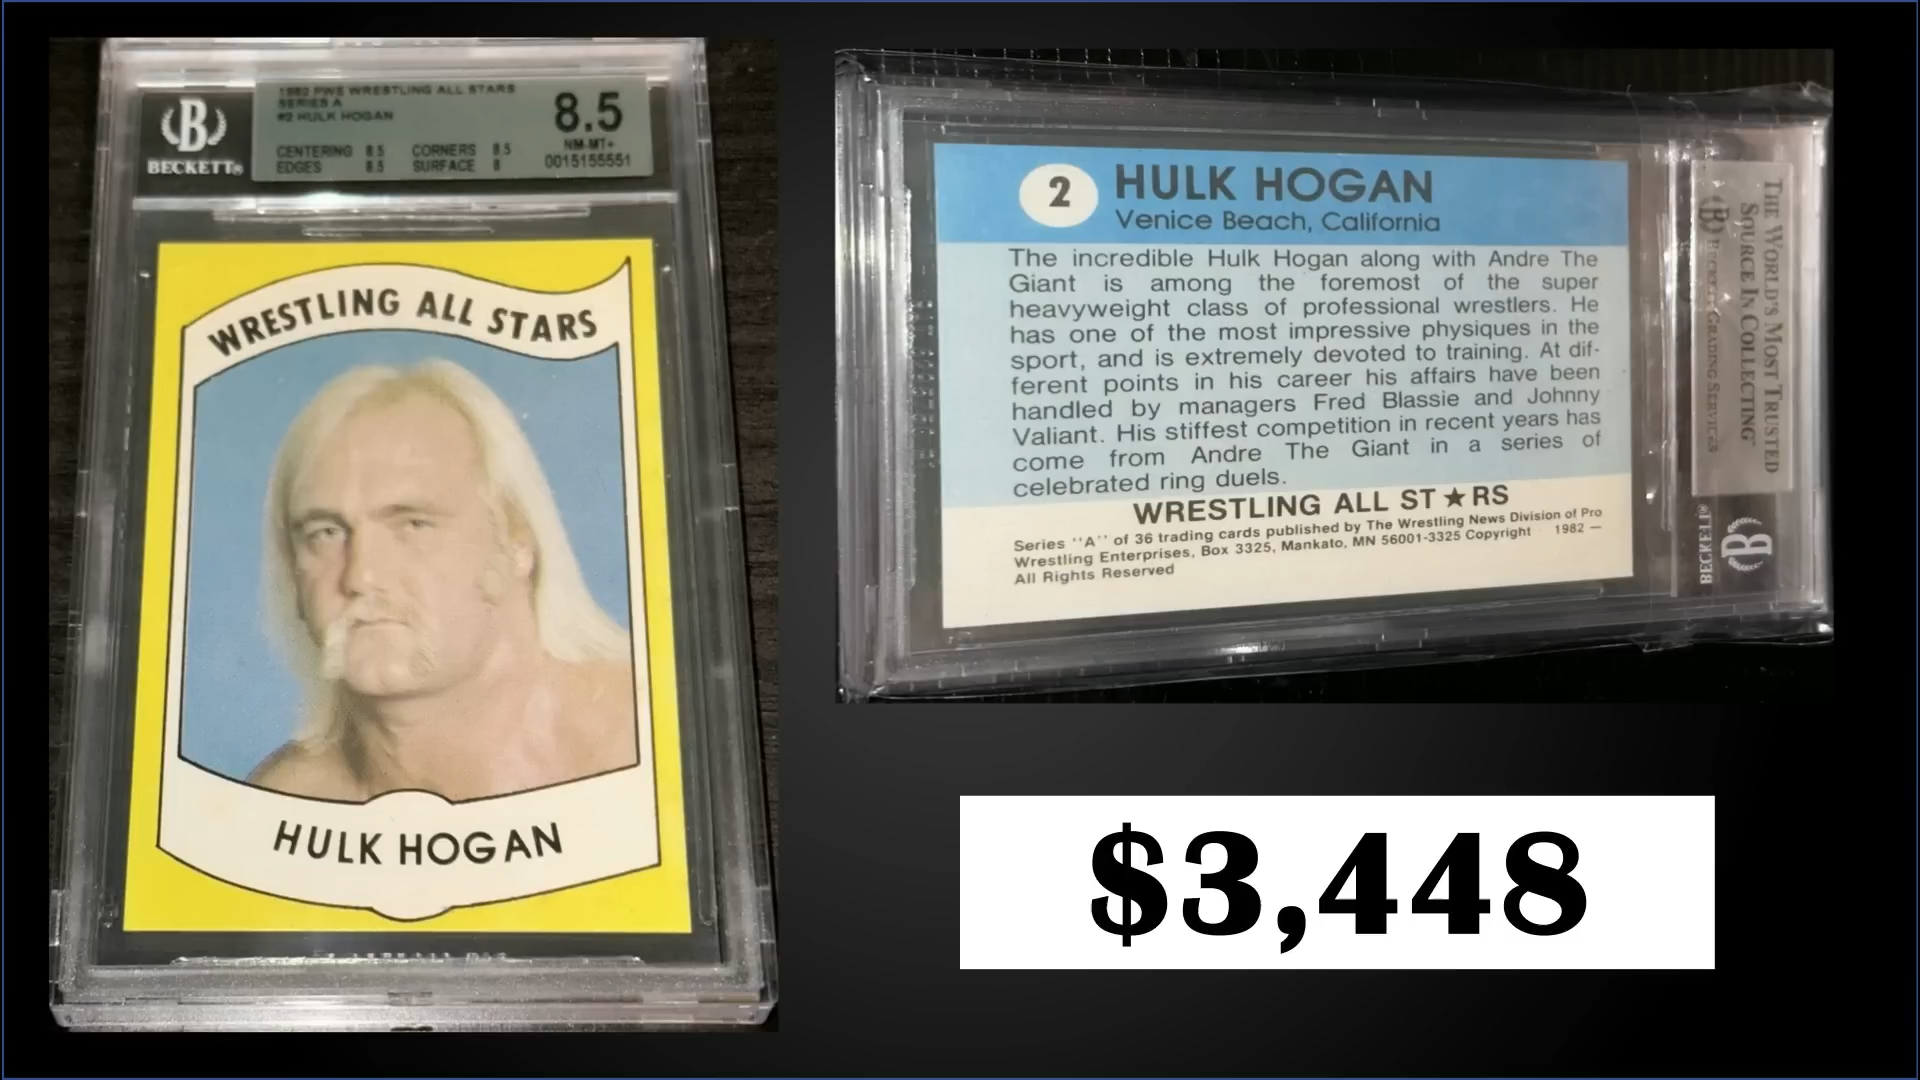 1982 PWE WRESTLING ALL STARS
SERIES A
#2 HULK HOGAN
8.5
NM-MT+
0015155551
CENTERING 8.5 CORNERS 8.5
EDGES 8.5 SURFACE 8
B
BECKETT®
WRESTLING ALL STARS
HULK HOGAN
2
HULK HOGAN
Venice Beach, California
The incredible Hulk Hogan along with Andre The
Giant is among the foremost of the super
heavyweight class of professional wrestlers. He
has one of the most impressive physiques in the
sport, and is extremely devoted to training. At dif-
ferent points in his career his affairs have been
handled by managers Fred Blassie and Johnny
Valiant. His stiffest competition in recent years has
come from Andre The Giant in a series of
celebrated ring duels.
WRESTLING ALL ST★RS
Series ''A'' of 36 trading cards published by The Wrestling News Division of Pro
Wrestling Enterprises, Box 3325, Mankato, MN 56001-3325 Copyright 1982 —
All Rights Reserved
THE WORLD'S MOST TRUSTED
SOURCE IN COLLECTING
B BECKETT GRADING SERVICES
BECKETT®
B
$3,448